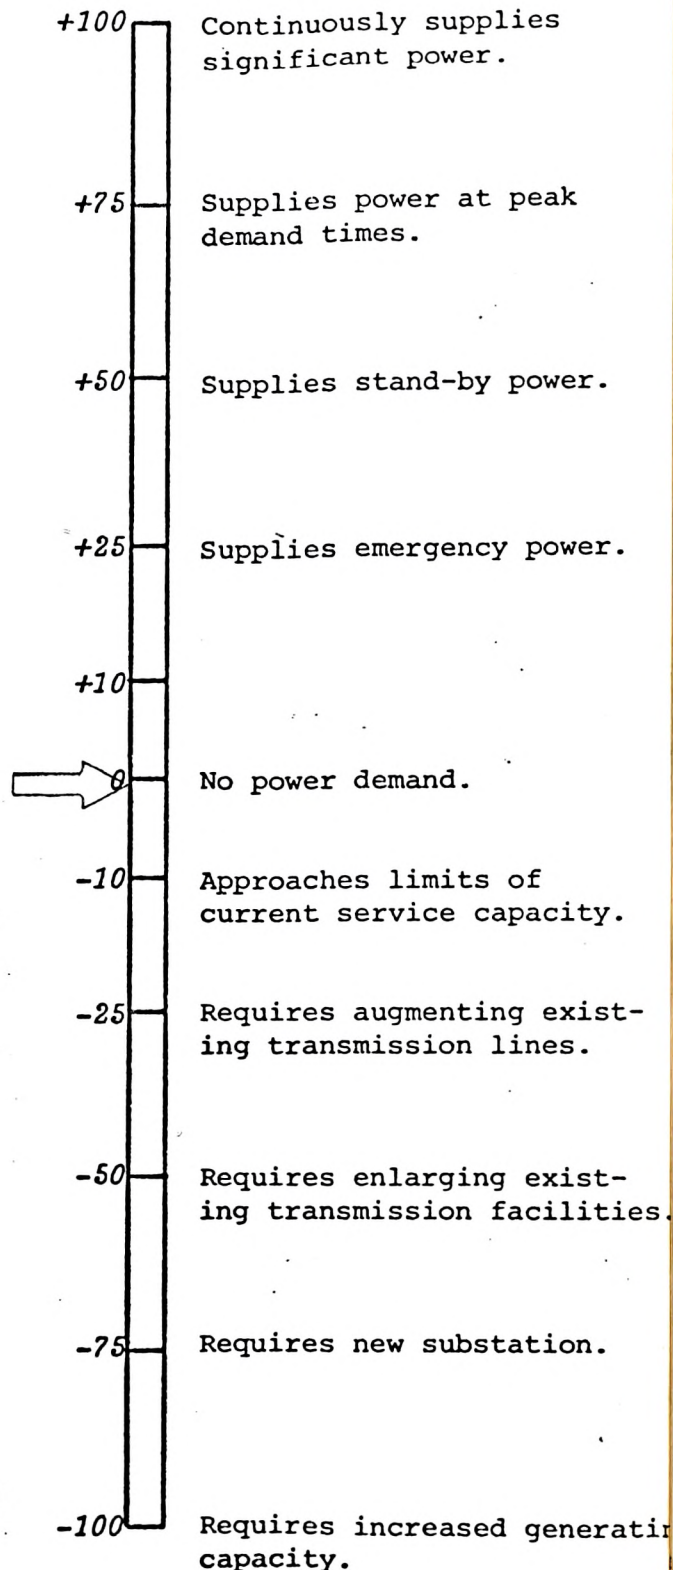 +100 Continuously supplies
significant power.
+75 Supplies power at peak
demand times.
+50 Supplies stand-by power.
+25 Supplies emergency power.
+10
0 No power demand.
-10 Approaches limits of
current service capacity.
-25 Requires augmenting exist-
ing transmission lines.
-50 Requires enlarging exist-
ing transmission facilities.
-75 Requires new substation.
-100 Requires increased
capacity.